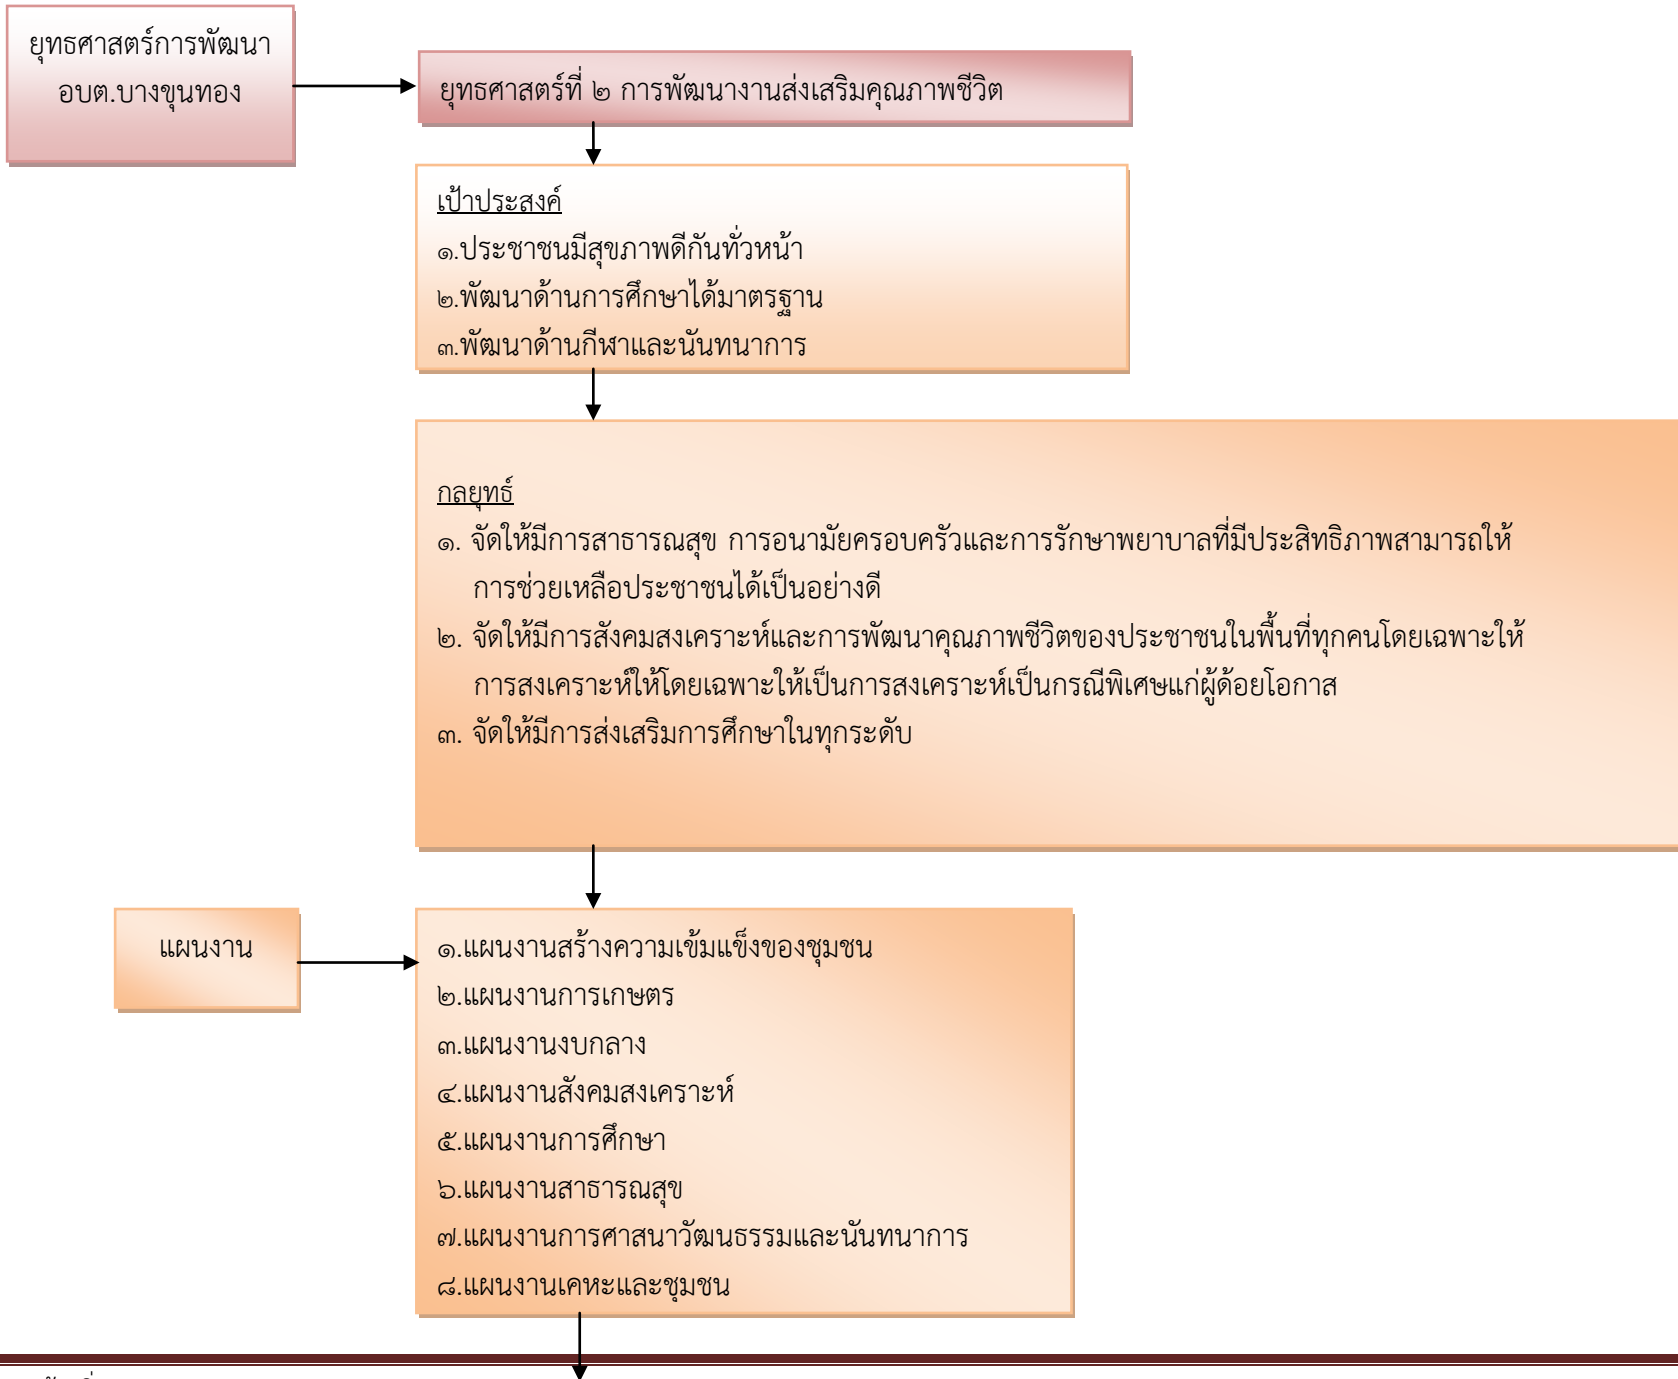 ยุทธศาสตร์การพัฒนา
อบต.บางขุนทอง
ยุทธศาสตร์ที่ ๒ การพัฒนางานส่งเสริมคุณภาพชีวิต
เป้าประสงค์
๑.ประชาชนมีสุขภาพดีกันทั่วหน้า
๒.พัฒนาด้านการศึกษาได้มาตรฐาน
๓.พัฒนาด้านกีฬาและนันทนาการ
กลยุทธ์
๑. จัดให้มีการสาธารณสุข การอนามัยครอบครัวและการรักษาพยาบาลที่มีประสิทธิภาพสามารถให้
การช่วยเหลือประชาชนได้เป็นอย่างดี
๒. จัดให้มีการสังคมสงเคราะห์และการพัฒนาคุณภาพชีวิตของประชาชนในพื้นที่ทุกคนโดยเฉพาะให้
การสงเคราะห์ให้โดยเฉพาะให้เป็นการสงเคราะห์เป็นกรณีพิเศษแก่ผู้ด้อยโอกาส
๓. จัดให้มีการส่งเสริมการศึกษาในทุกระดับ
แผนงาน
๑.แผนงานสร้างความเข้มแข็งของชุมชน
๒.แผนงานการเกษตร
๓.แผนงานงบกลาง
๔.แผนงานสังคมสงเคราะห์
๕.แผนงานการศึกษา
๖.แผนงานสาธารณสุข
๗.แผนงานการศาสนาวัฒนธรรมและนันทนาการ
๘.แผนงานเคหะและชุมชน